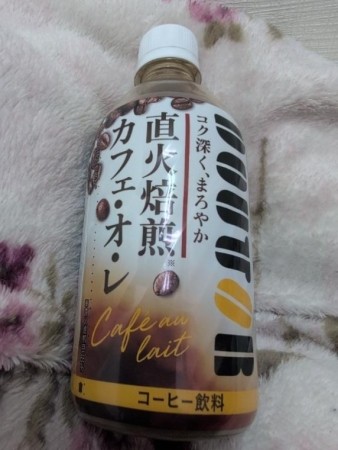 DOUTOR
コク深く、まろやか
直火焙煎
カフェ・オ・レ
Café au
lait
コーヒー飲料